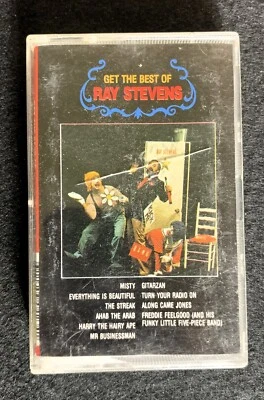 GET THE BEST OF
RAY STEVENS
MISTY
EVERYTHING IS BEAUTIFUL
THE STREAK
AHAB THE ARAB
HARRY THE HAIRY APE
MR BUSINESSMAN
GITARZAN
TURN YOUR RADIO ON
ALONG CAME JONES
FREDDIE FEELGOOD (AND HIS
FUNKY LITTLE FIVE-PIECE BAND)